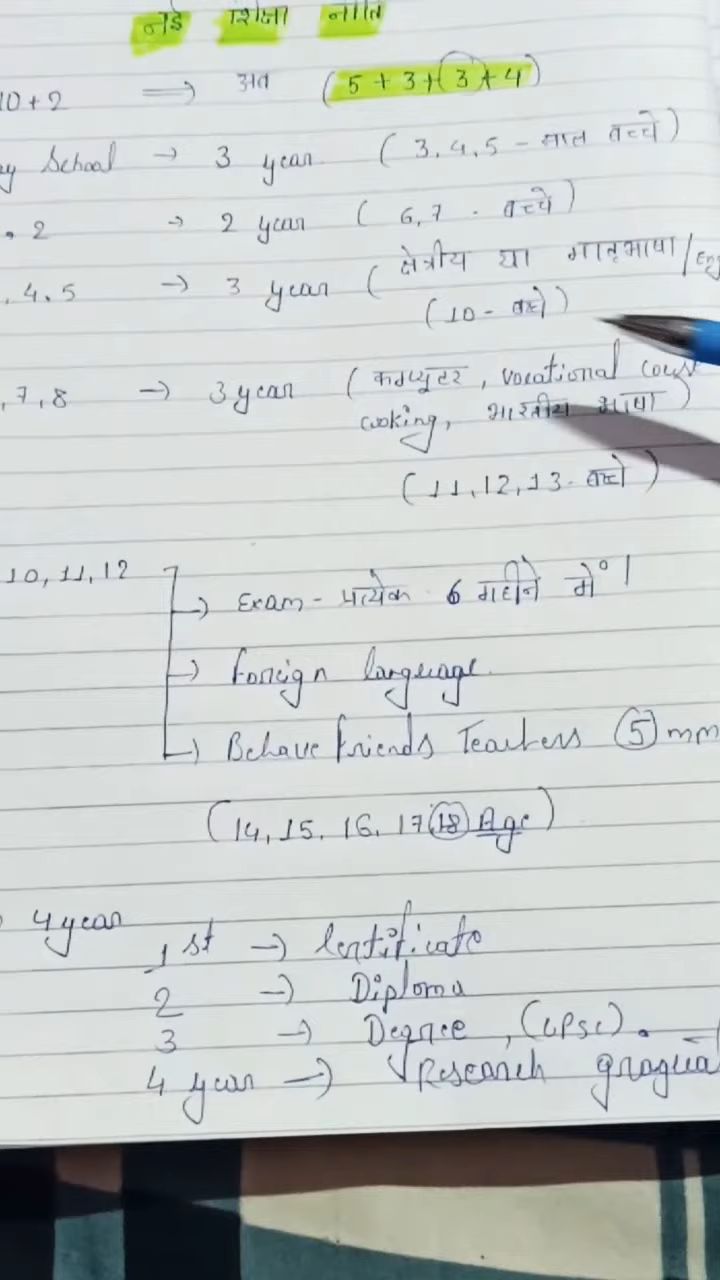 नई शिक्षा नीति
10+2 ⇒ अत (5+3+3+4)
y School → 3 year (3,4,5 - साल बच्चे)
. 2 → 2 year (6,7 - बच्चे)
, 4.5 → 3 year (क्षेत्रीय या मातृभाषा/Eng
(10 - बच्चे)
, 7, 8 → 3 year (कम्प्यूटर, vocational cours
cooking, भारतीय भाषा)
(11,12,13 - बच्चे)
10, 11, 12
→ Exam - प्रत्येक 6 महीने में।
→ Foreign language.
→ Behave friends Teachers 5
(14, 15, 16, 17 18 Age)
4 year
1st → Certificate
2 → Diploma
3 → Degree, (UPSC).
4 year → Research